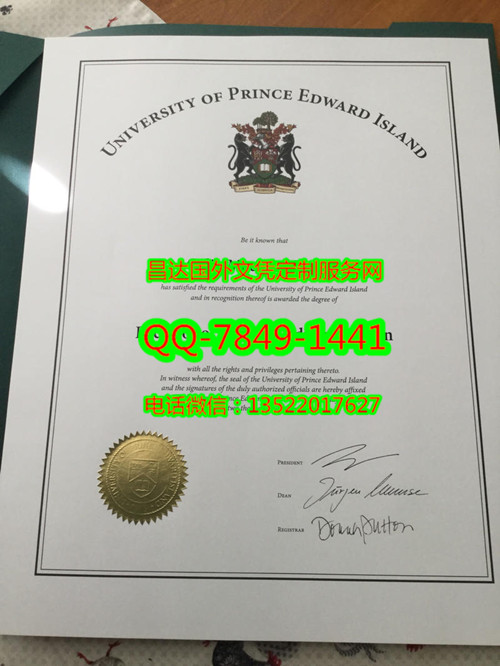 UNIVERSITY OF PRINCE EDWARD ISLAND
Be it known that
昌达国外文凭定制服务网
has satisfied the requirements of the University of Prince Edward Island
and in recognition thereof is awarded the degree of
QQ-7849-1441
with all the rights and privileges pertaining thereto.
In witness whereof, the seal of the University of Prince Edward Island
and the signatures of the duly authorized officials are hereby affixed
电话微信：13522017627
PRESIDENT
DEAN
REGISTRAR